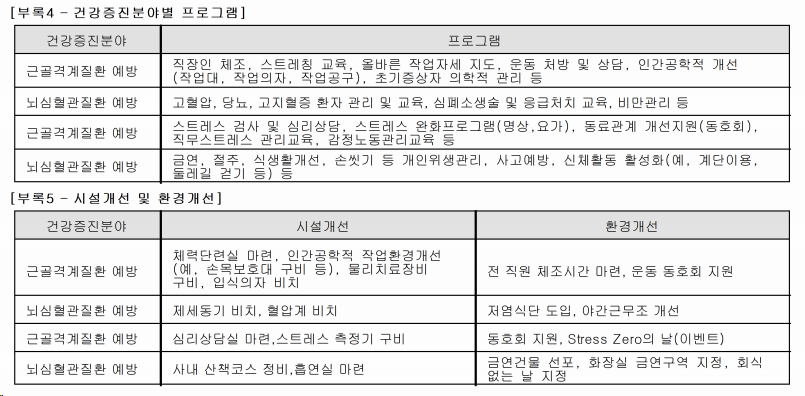 [부록4 - 건강증진분야별 프로그램]
건강증진분야 프로그램
근골격계질환 예방 직장인 체조, 스트레칭 교육, 올바른 작업자세 지도, 운동 처방 및 상담, 인간공학적 개선
(작업대, 작업의자, 작업공구), 초기증상자 의학적 관리 등
뇌심혈관질환 예방 고혈압, 당뇨, 고지혈증 환자 관리 및 교육, 심폐소생술 및 응급처치 교육, 비만관리 등
근골격계질환 예방 스트레스 검사 및 심리상담, 스트레스 완화프로그램(명상,요가), 동료관계 개선지원(동호회),
직무스트레스 관리교육, 감정노동관리교육 등
뇌심혈관질환 예방 금연, 절주, 식생활개선, 손씻기 등 개인위생관리, 사고예방, 신체활동 활성화(예, 계단이용,
둘레길 걷기 등) 등
[부록5 - 시설개선 및 환경개선]
건강증진분야 시설개선 환경개선
근골격계질환 예방 체력단련실 마련, 인간공학적 작업환경개선
(예, 손목보호대 구비 등), 물리치료장비
구비, 입식의자 비치 전 직원 체조시간 마련, 운동 동호회 지원
뇌심혈관질환 예방 제세동기 비치, 혈압계 비치 저염식단 도입, 야간근무조 개선
근골격계질환 예방 심리상담실 마련,스트레스 측정기 구비 동호회 지원, Stress Zero의 날(이벤트)
뇌심혈관질환 예방 사내 산책코스 정비,흡연실 마련 금연건물 선포, 화장실 금연구역 지정, 회식
없는 날 지정